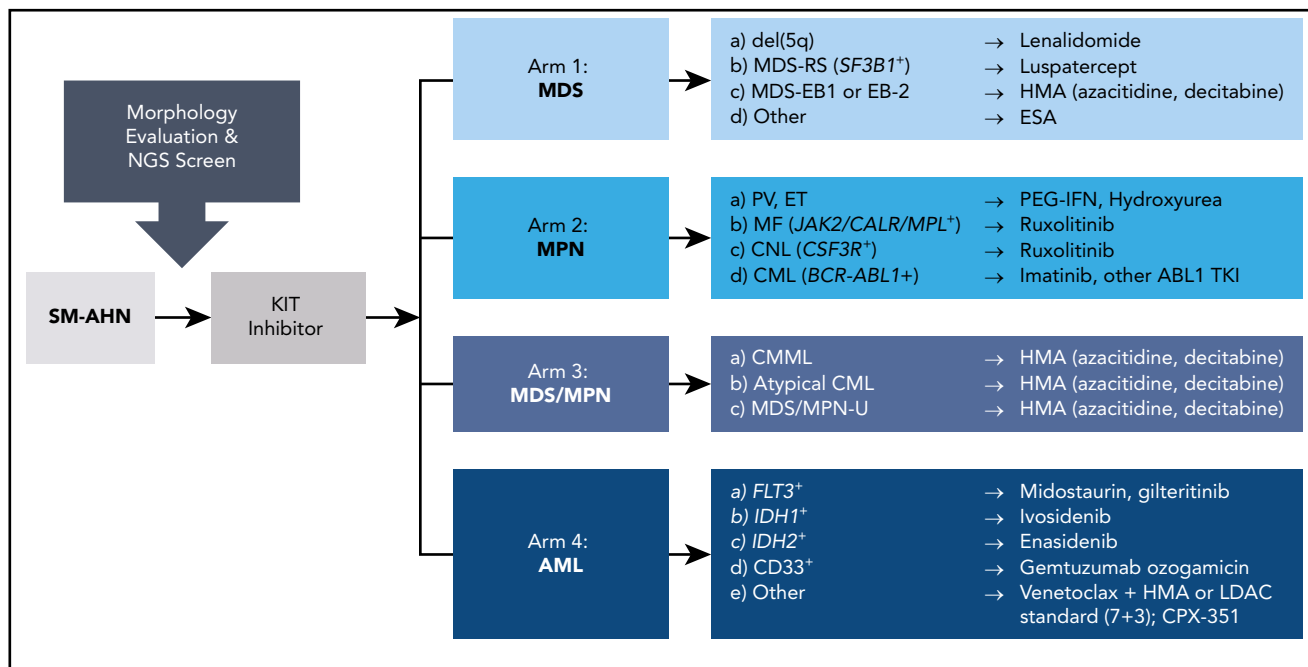 Morphology
Evaluation &
NGS Screen
SM-AHN
KIT
Inhibitor
Arm 1:
MDS
a) del(5q) → Lenalidomide
b) MDS-RS (SF3B1⁺) → Luspatercept
c) MDS-EB1 or EB-2 → HMA (azacitidine, decitabine)
d) Other → ESA
Arm 2:
MPN
a) PV, ET → PEG-IFN, Hydroxyurea
b) MF (JAK2/CALR/MPL⁺) → Ruxolitinib
c) CNL (CSF3R⁺) → Ruxolitinib
d) CML (BCR-ABL1+) → Imatinib, other ABL1 TKI
Arm 3:
MDS/MPN
a) CMML → HMA (azacitidine, decitabine)
b) Atypical CML → HMA (azacitidine, decitabine)
c) MDS/MPN-U → HMA (azacitidine, decitabine)
Arm 4:
AML
a) FLT3⁺ → Midostaurin, gilteritinib
b) IDH1⁺ → Ivosidenib
c) IDH2⁺ → Enasidenib
d) CD33⁺ → Gemtuzumab ozogamicin
e) Other → Venetoclax + HMA or LDAC
standard (7+3); CPX-351